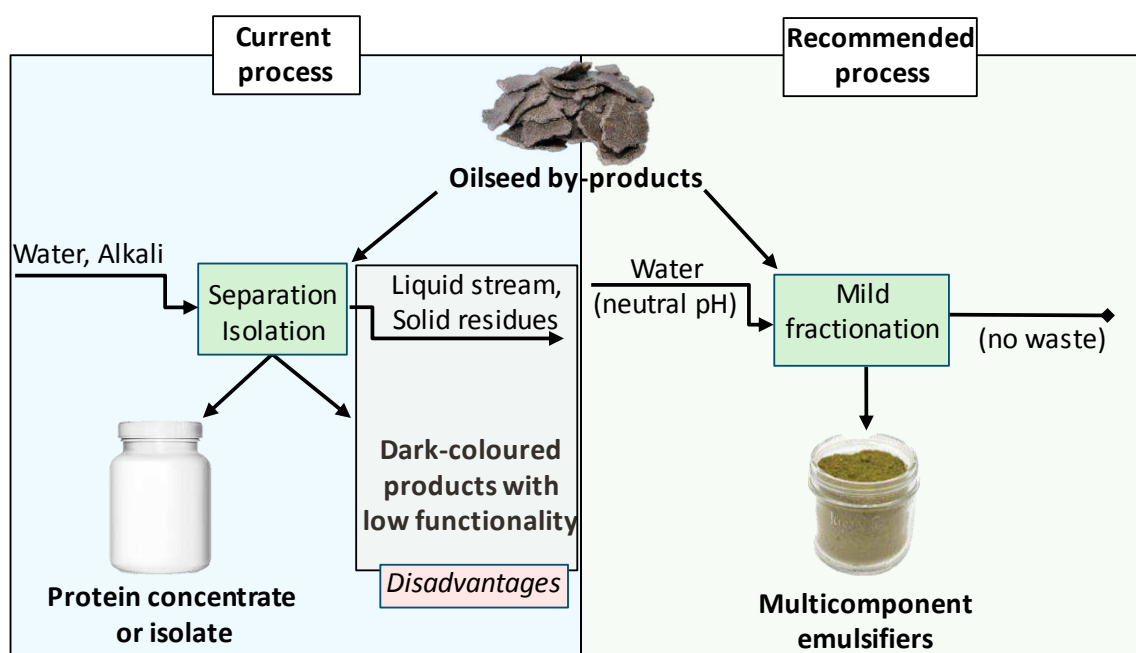 Current
process
Recommended
process
Oilseed by-products
Water, Alkali
Separation
Isolation
Liquid stream,
Solid residues
Water
(neutral pH)
Mild
fractionation
(no waste)
Dark-coloured
products with
low functionality
Disadvantages
Protein concentrate
or isolate
Multicomponent
emulsifiers